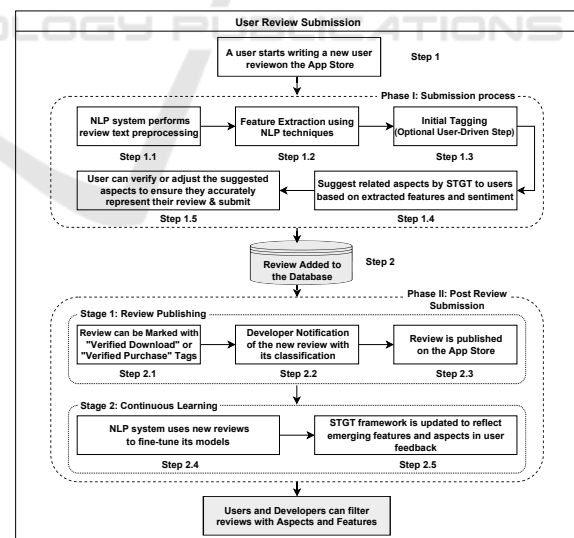 OLOGY PUBLICATIONS
User Review Submission
A user starts writing a new user
reviewon the App Store
Step 1
Phase I: Submission process
NLP system performs
review text preprocessing
Step 1.1
Feature Extraction using
NLP techniques
Step 1.2
Initial Tagging
(Optional User-Driven Step)
Step 1.3
User can verify or adjust the suggested
aspects to ensure they accurately
represent their review & submit
Step 1.5
Suggest related aspects by STGT to users
based on extracted features and sentiment
Step 1.4
Review Added to
the Database
Step 2
Phase II: Post Review
Submission
Stage 1: Review Publishing
Review can be Marked with
"Verified Download" or
"Verified Purchase" Tags
Step 2.1
Developer Notification
of the new review with
its classification
Step 2.2
Review is published
on the App Store
Step 2.3
Stage 2: Continuous Learning
NLP system uses new reviews
to fine-tune its models
Step 2.4
STGT framework is updated to reflect
emerging features and aspects in user
feedback
Step 2.5
Users and Developers can filter
reviews with Aspects and Features